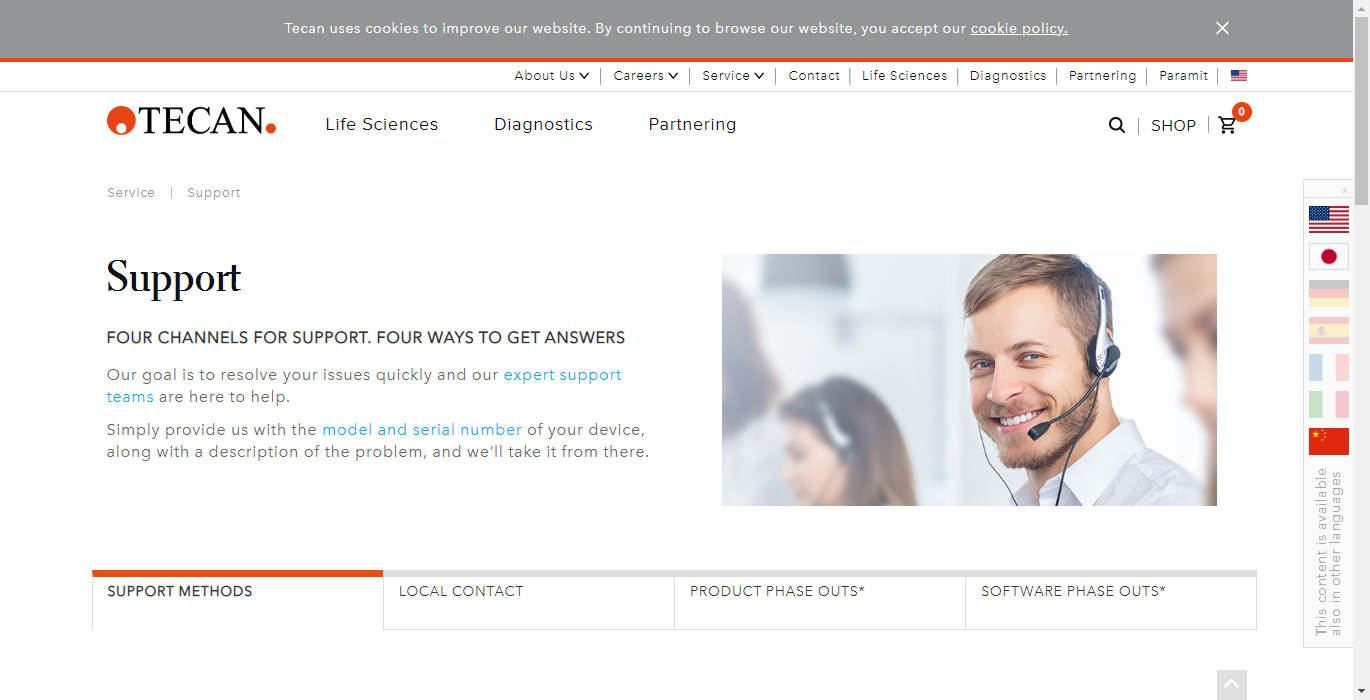 Tecan uses cookies to improve our website. By continuing to browse our website, you accept our cookie policy.
About Us Careers Service Contact Life Sciences Diagnostics Partnering Paramit
TECAN.
Life Sciences Diagnostics Partnering
SHOP
0
Service | Support
x
Support
FOUR CHANNELS FOR SUPPORT. FOUR WAYS TO GET ANSWERS
Our goal is to resolve your issues quickly and our expert support
teams are here to help.
Simply provide us with the model and serial number of your device,
along with a description of the problem, and we’ll take it from there.
This content is available
also in other languages
SUPPORT METHODS
LOCAL CONTACT
PRODUCT PHASE OUTS*
SOFTWARE PHASE OUTS*